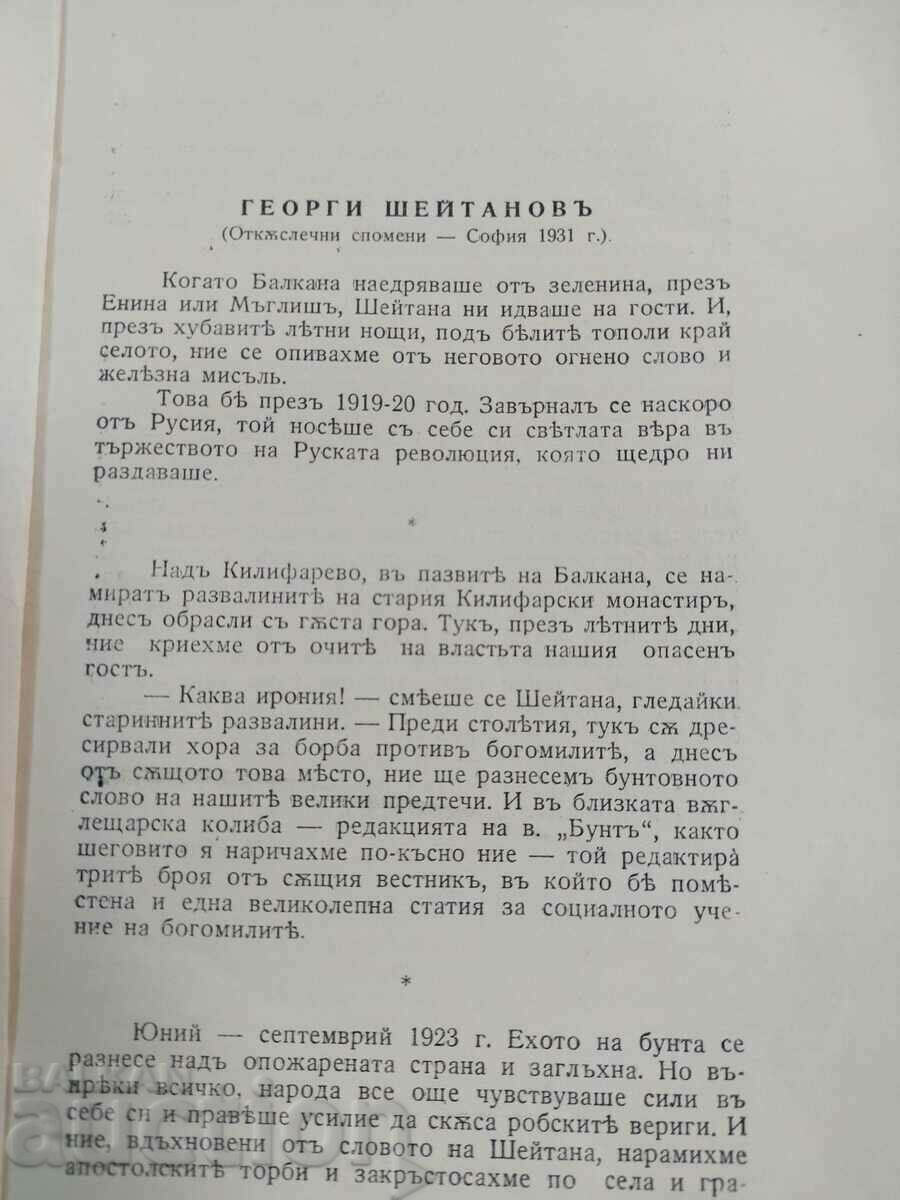 ГЕОРГИ ШЕЙТАНОВЪ
(Откѫслечни спомени — София 1931 г.).
Когато Балкана наедряваше отъ зеленина, презъ
Енина или Мъглишъ, Шейтана ни идваше на гости. И,
презъ хубавитѣ лѣтни нощи, подъ бѣлитѣ тополи край
селото, ние се опивахме отъ неговото огнено слово и
желѣзна мисъль.
Това бѣ презъ 1919-20 год. Завърналъ се наскоро
отъ Русия, той носѣше съ себе си свѣтлата вѣра въ
тържеството на Руската революция, която щедро ни
раздаваше.
*
Надъ Килифарево, въ пазвитѣ на Балкана, се на-
миратъ развалинитѣ на стария Килифарски монастиръ,
днесъ обрасли съ гѫста гора. Тукъ, презъ лѣтнитѣ дни,
ние криехме отъ очитѣ на властьта нашия опасенъ
гость.
— Каква ирония! — смѣеше се Шейтана, гледайки
стариннитѣ развалини. — Преди столѣтия, тукъ сѫ дре-
сирвали хора за борба противъ богомилитѣ, а днесъ
отъ сѫщото това мѣсто, ние ще разнесемъ бунтовното
слово на нашитѣ велики предтечи. И въ близката вѫг-
лещарска колиба — редакцията на в. „Бунтъ“, както
шеговито я наричахме по-късно ние — той редактира̀
тритѣ броя отъ сѫщия вестникъ, въ който бѣ помѣ-
стена и една великолепна статия за социалното уче-
ние на богомилитѣ.
*
Юний — септемврий 1923 г. Ехото на бунта се
разнесе надъ опожарената страна и заглъхна. Но въ-
прѣки всичко, народа все още чувствуваше сили въ
себе си и правѣше усилие да скѫса робскитѣ вериги. И
ние, вдъхновени отъ словото на Шейтана, нарамихме
апостолскитѣ торби и закръстосахме по села и гра-